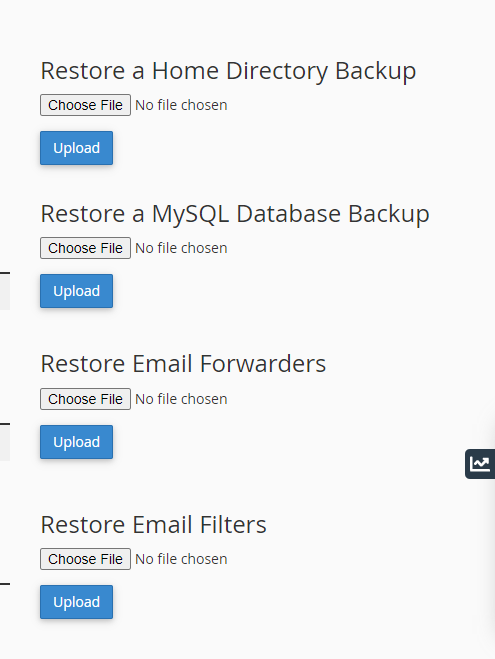 Restore a Home Directory Backup
Choose File No file chosen
Upload
Restore a MySQL Database Backup
Choose File No file chosen
Upload
Restore Email Forwarders
Choose File No file chosen
Upload
Restore Email Filters
Choose File No file chosen
Upload